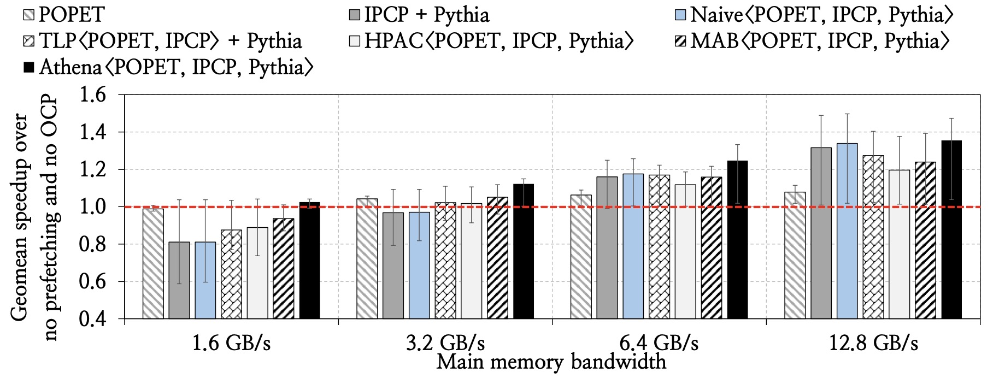 POPET
IPCP + Pythia
Naive〈POPET, IPCP, Pythia〉
TLP〈POPET, IPCP〉 + Pythia
HPAC〈POPET, IPCP, Pythia〉
MAB〈POPET, IPCP, Pythia〉
Athena〈POPET, IPCP, Pythia〉
Geomean speedup over
no prefetching and no OCP
1.6
1.4
1.2
1.0
0.8
0.6
0.4
1.6 GB/s
3.2 GB/s
6.4 GB/s
12.8 GB/s
Main memory bandwidth